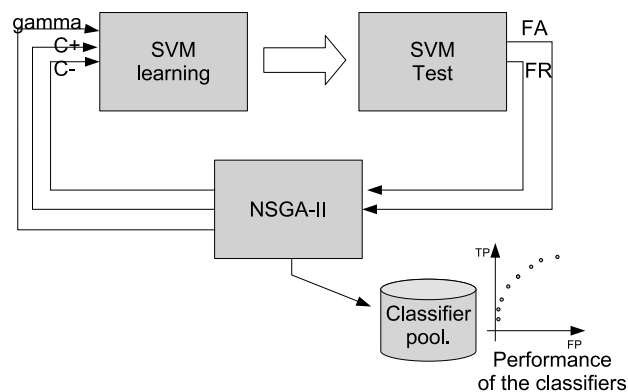 gamma
C+
C-
SVM
learning
SVM
Test
FA
FR
NSGA-II
Classifier
pool.
TP
FP
Performance
of the classifiers